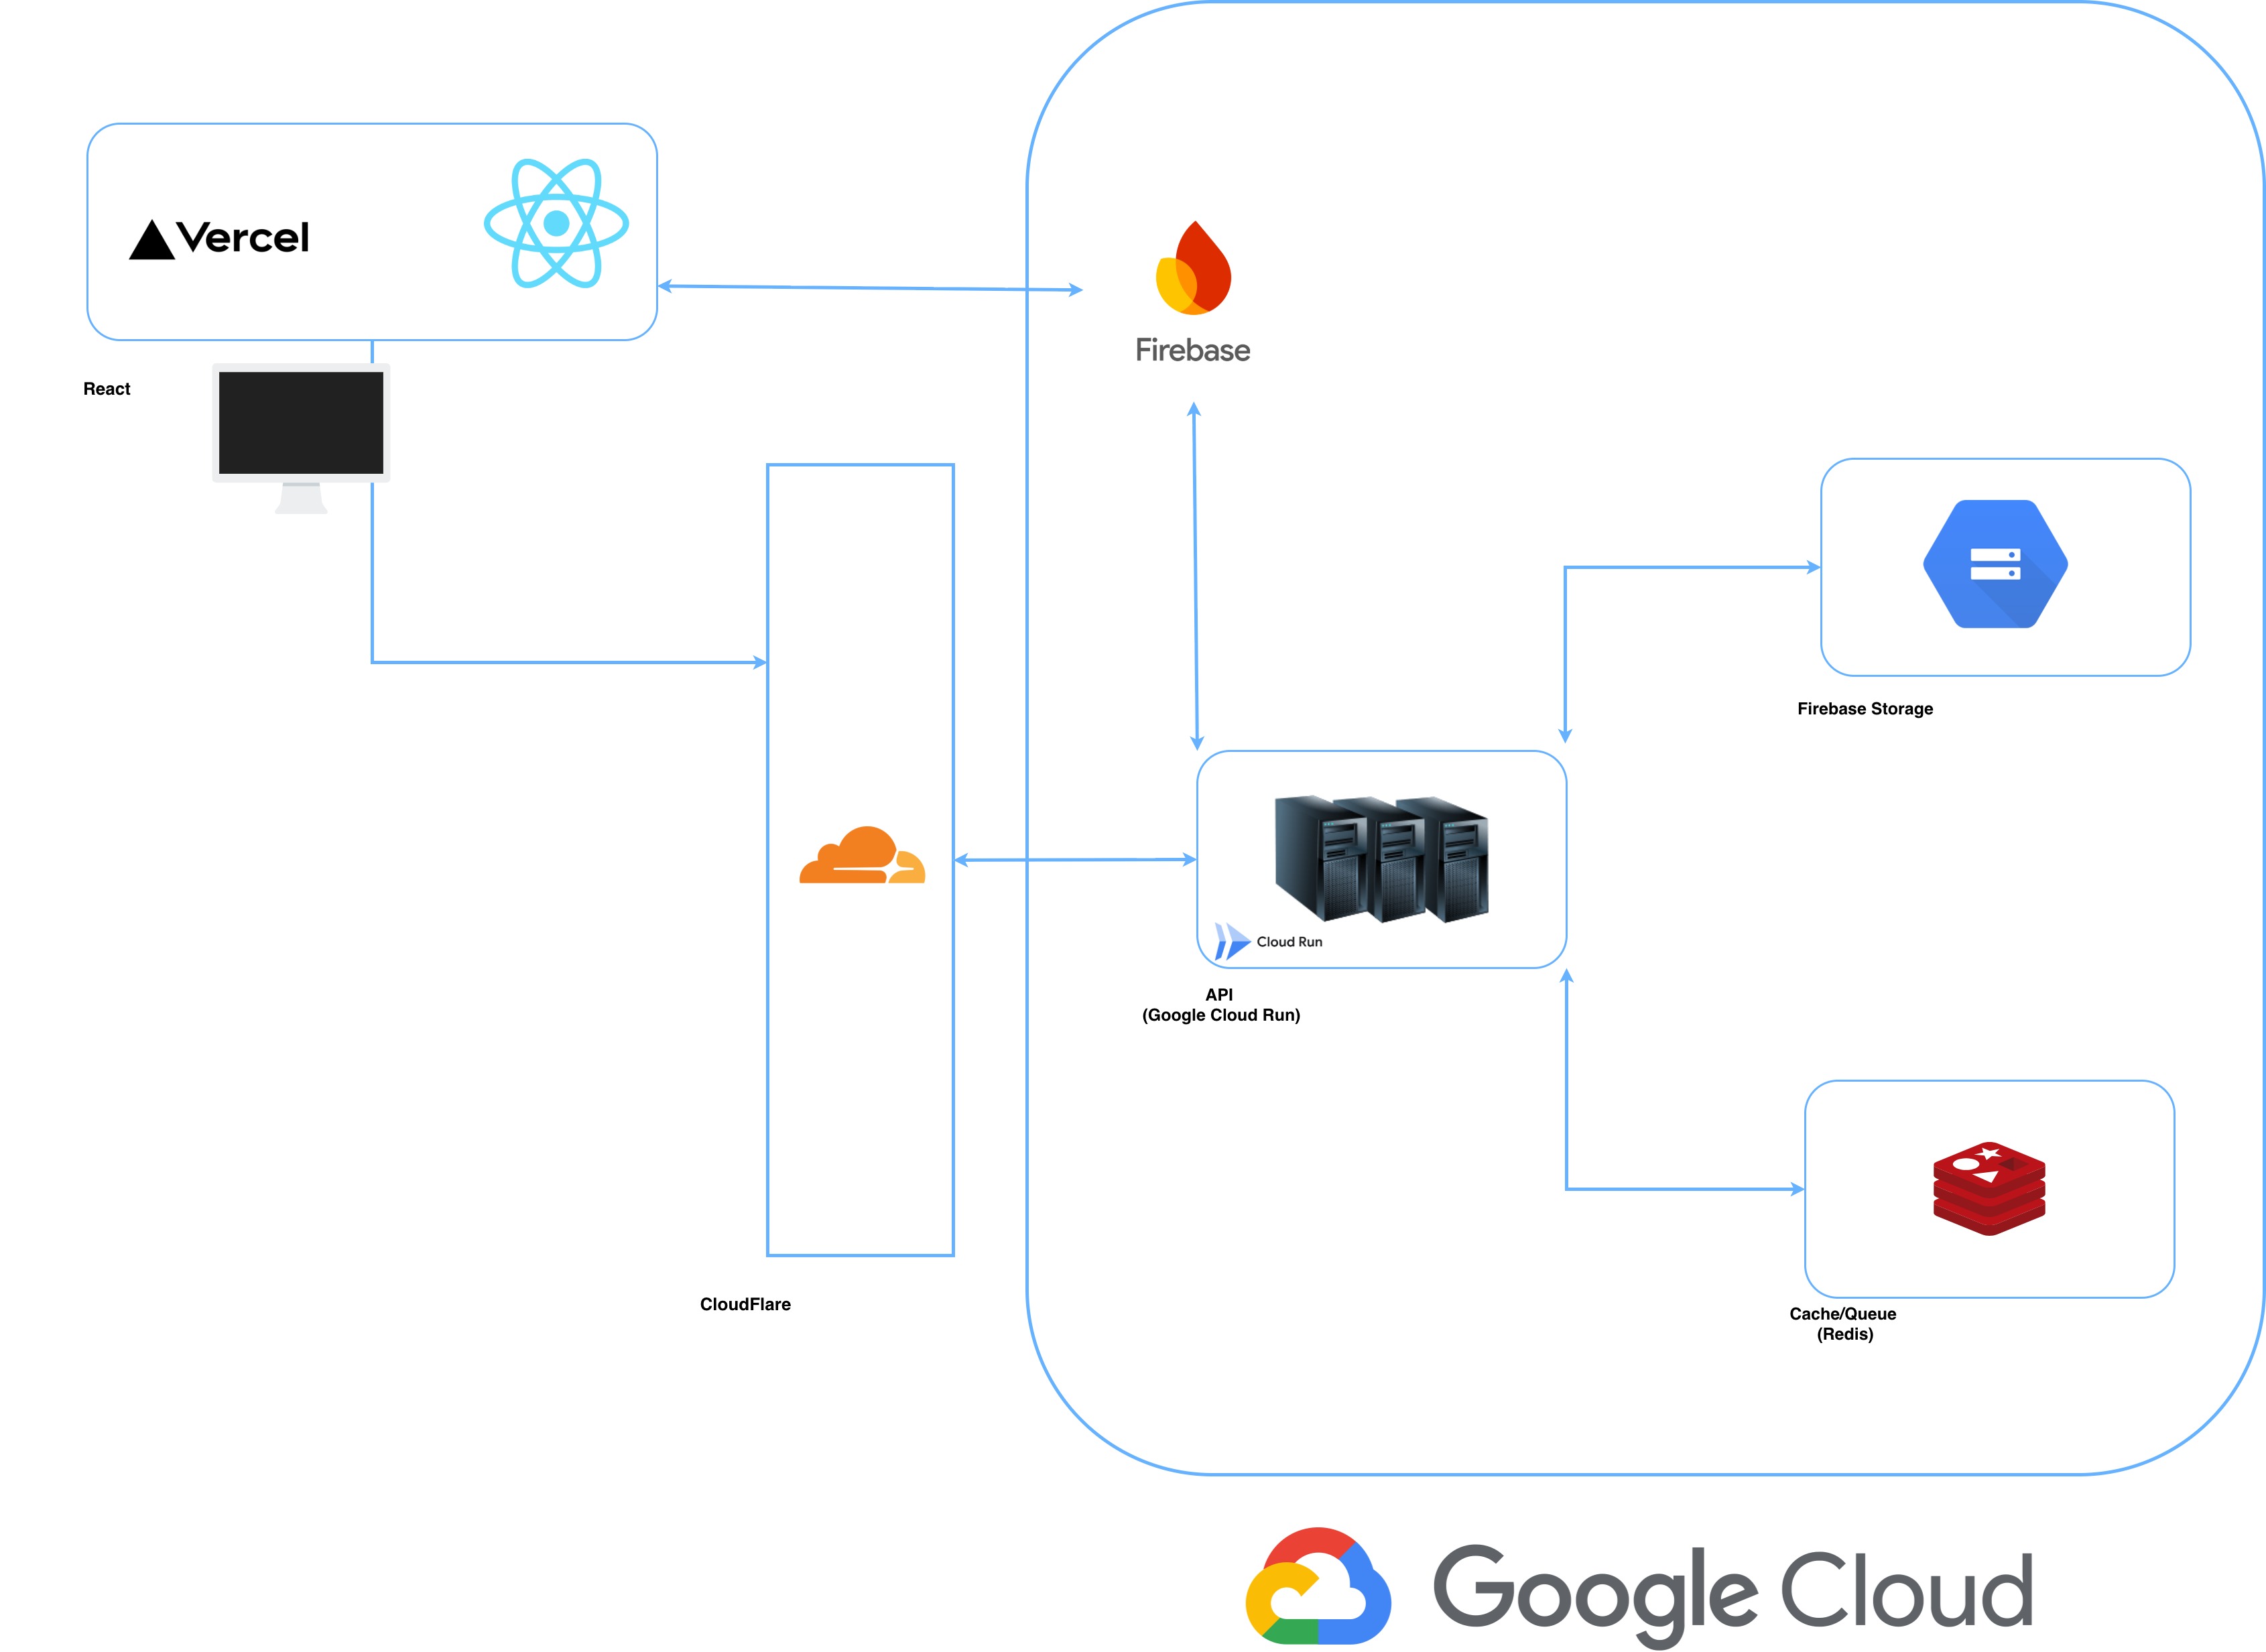 Vercel
React
Firebase
Firebase Storage
Cloud Run
API
(Google Cloud Run)
CloudFlare
Cache/Queue
(Redis)
Google Cloud